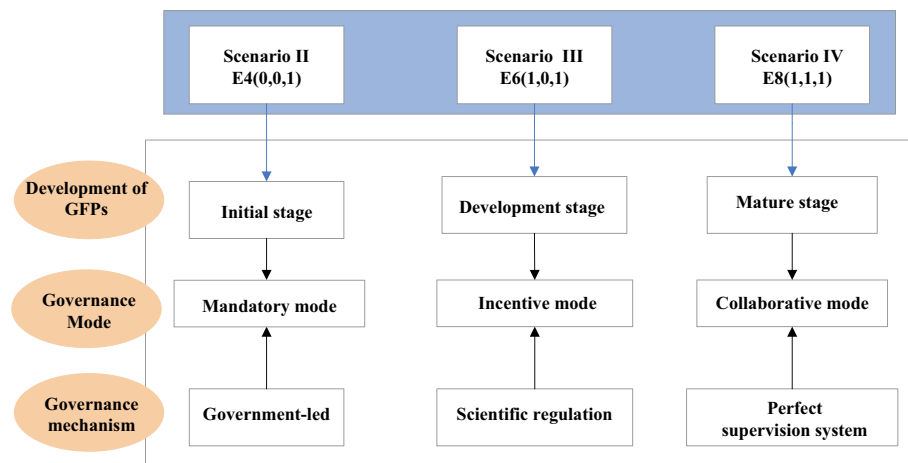 Scenario II
E4(0,0,1)
Scenario III
E6(1,0,1)
Scenario IV
E8(1,1,1)
Development of
GFPs
Initial stage
Development stage
Mature stage
Governance
Mode
Mandatory mode
Incentive mode
Collaborative mode
Governance
mechanism
Government-led
Scientific regulation
Perfect
supervision system